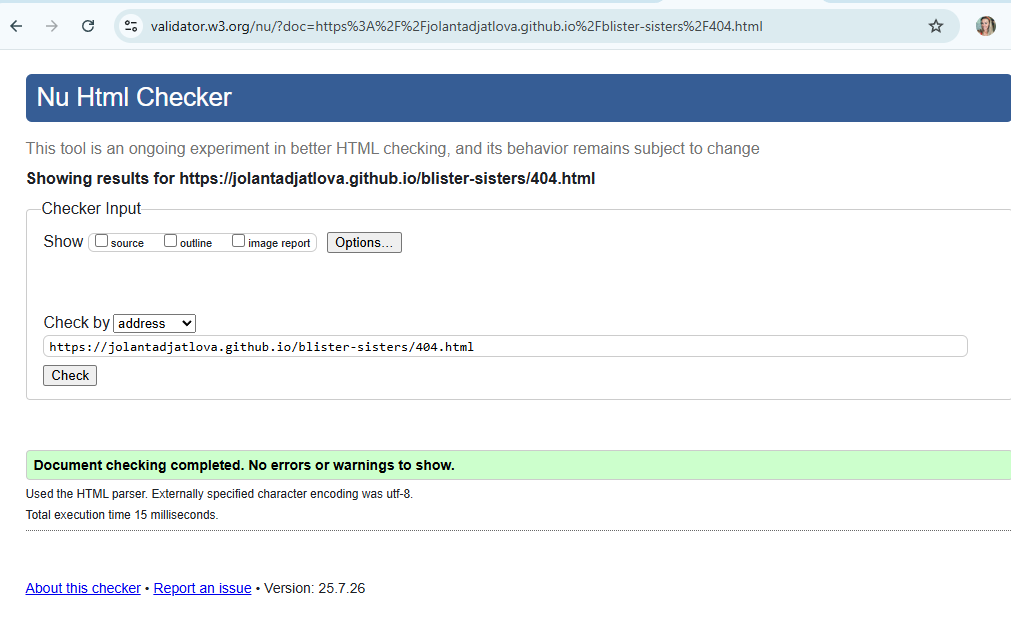 validator.w3.org/nu/?doc=https%3A%2F%2Fjolantadjatlova.github.io%2Fblister-sisters%2F404.html
Nu Html Checker
This tool is an ongoing experiment in better HTML checking, and its behavior remains subject to change
Showing results for https://jolantadjatlova.github.io/blister-sisters/404.html
Checker Input
Show source outline image report Options...
Check by address
https://jolantadjatlova.github.io/blister-sisters/404.html
Check
Document checking completed. No errors or warnings to show.
Used the HTML parser. Externally specified character encoding was utf-8.
Total execution time 15 milliseconds.
About this checker • Report an issue • Version: 25.7.26